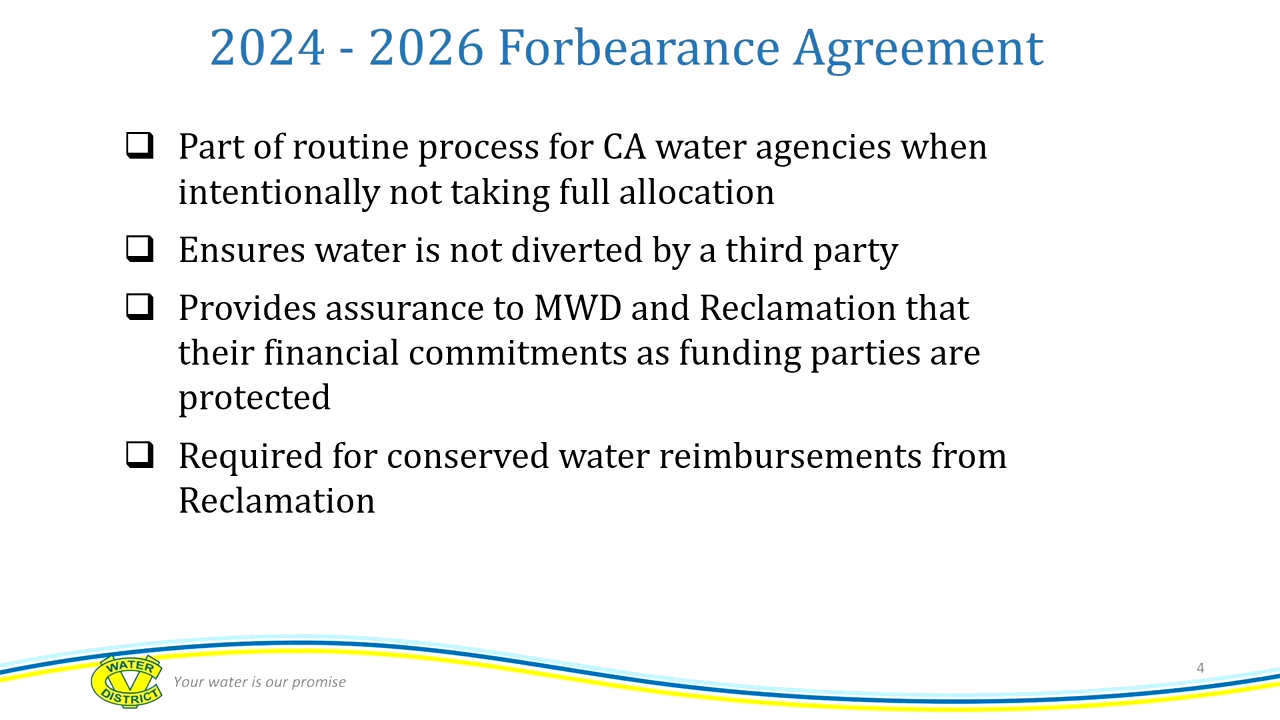 2024 - 2026 Forbearance Agreement
❑ Part of routine process for CA water agencies when
intentionally not taking full allocation
❑ Ensures water is not diverted by a third party
❑ Provides assurance to MWD and Reclamation that
their financial commitments as funding parties are
protected
❑ Required for conserved water reimbursements from
Reclamation
WATER
DISTRICT
Your water is our promise
4